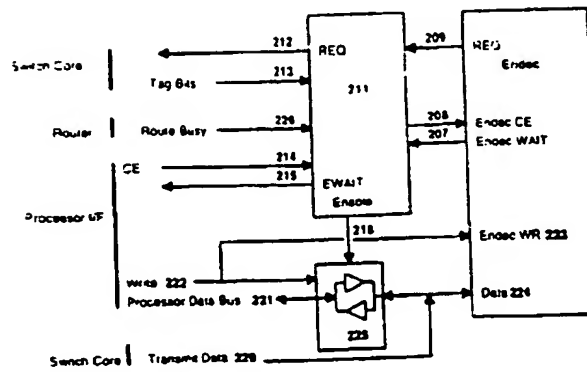 212
REQ
209
REQ
Switch Core
213
Endec
Tag Bits
211
Router
Route Busy
226
208
Endec CE
207
Endec WAIT
CE
214
215
EWAIT
Enable
Processor I/F
218
Endec WR 223
Write 222
Processor Data Bus 221
Data 224
225
Switch Core
Transmit Data 220